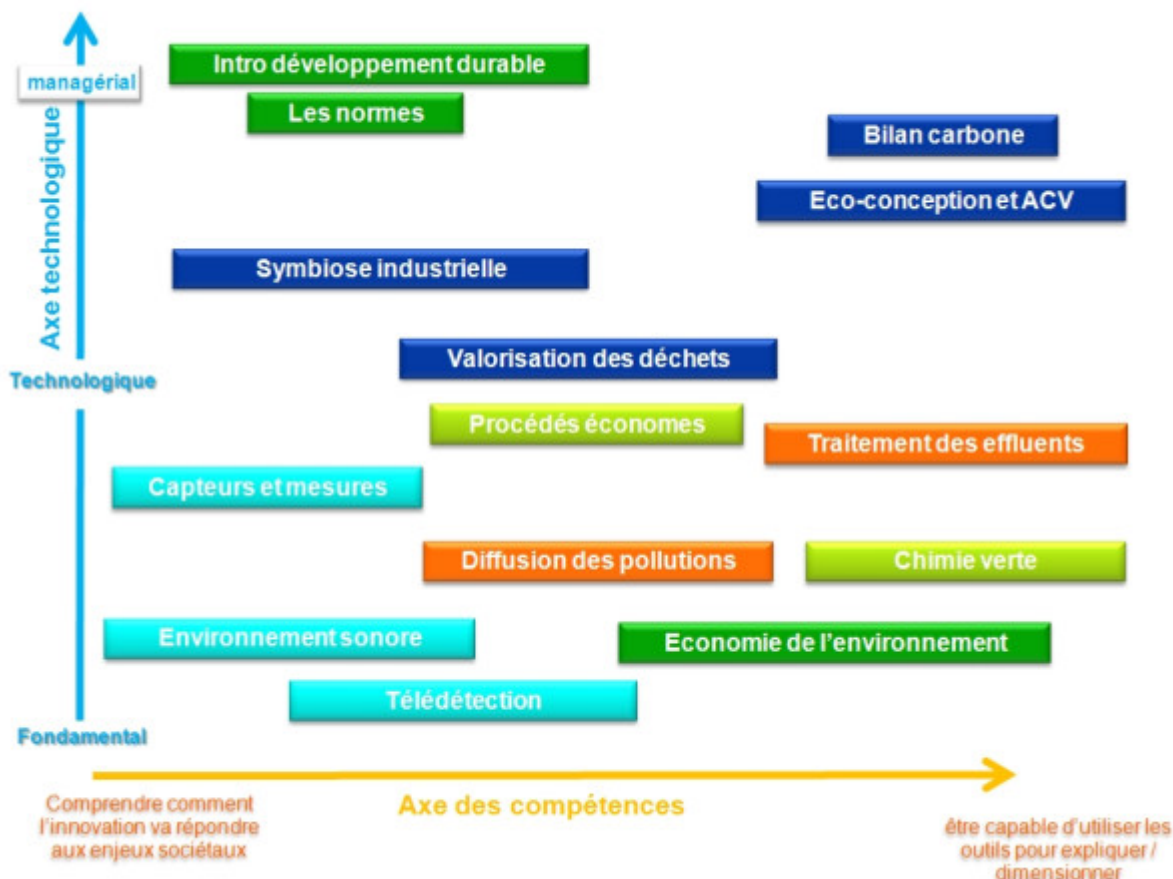 managérial
Axe technologique
Technologique
Fondamental
Intro développement durable
Les normes
Bilan carbone
Eco-conception et ACV
Symbiose industrielle
Valorisation des déchets
Procédés économes
Traitement des effluents
Capteurs et mesures
Diffusion des pollutions
Chimie verte
Environnement sonore
Economie de l'environnement
Télédétection
Axe des compétences
Comprendre comment
l'innovation va répondre
aux enjeux sociétaux
être capable d'utiliser les
outils pour expliquer /
dimensionner